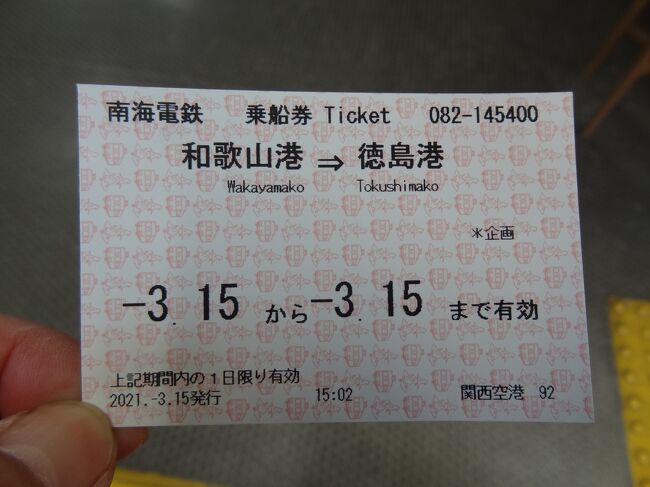 南海電鉄 乗船券 Ticket 082-145400
和歌山港 ⇒ 徳島港
Wakayamako Tokushimako
*企画
-3. 15 から -3. 15 まで有効
上記期間内の1日限り有効
2021.-3.15発行 15:02 関西空港 92